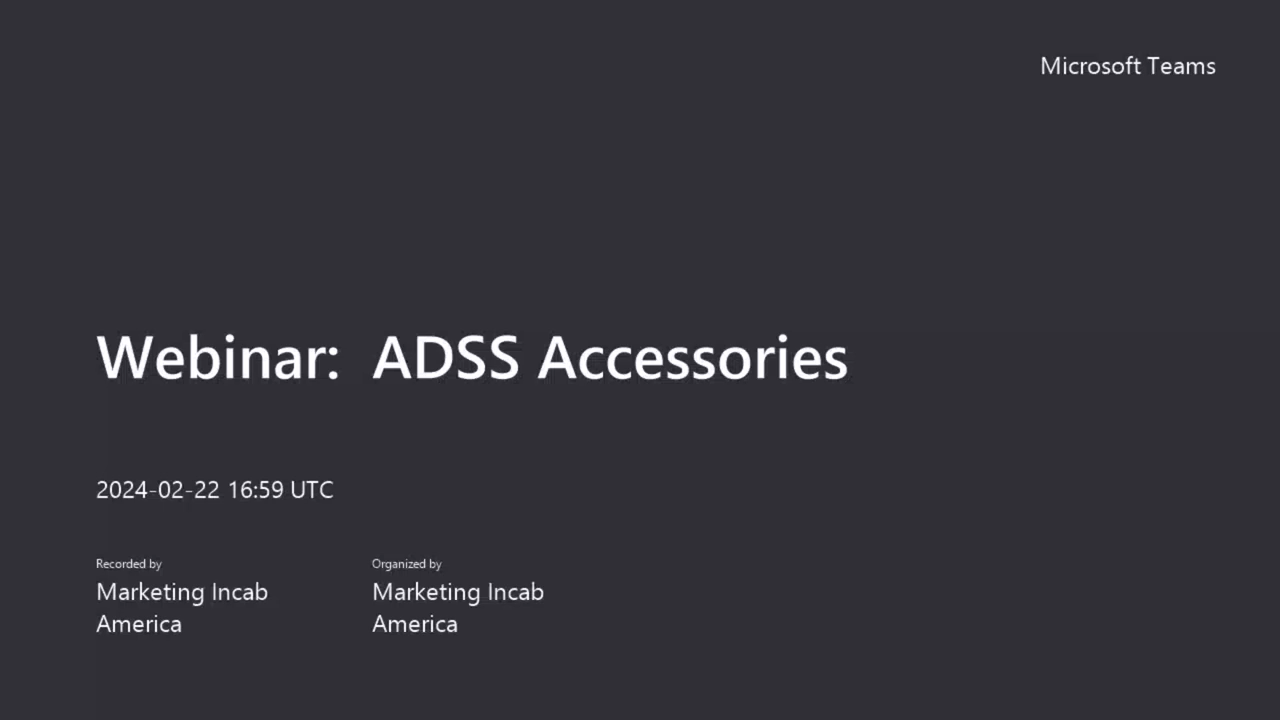 Microsoft Teams
Webinar:  ADSS Accessories
2024-02-22 16:59 UTC
Recorded by
Marketing Incab
America
Organized by
Marketing Incab
America